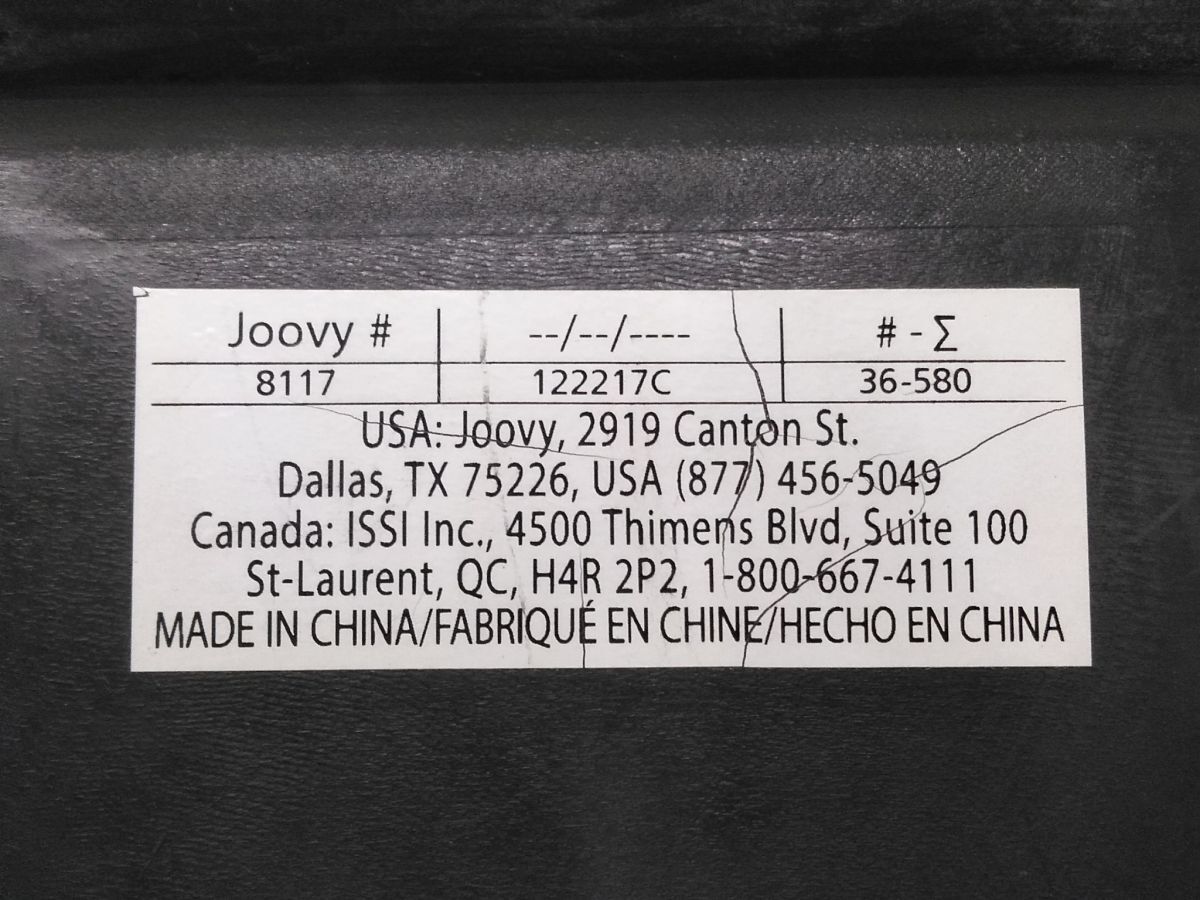 Joovy # --/--/---- # - Σ
8117 122217C 36-580
USA: Joovy, 2919 Canton St.
Dallas, TX 75226, USA (877) 456-5049
Canada: ISSI Inc., 4500 Thimens Blvd, Suite 100
St-Laurent, QC, H4R 2P2, 1-800-667-4111
MADE IN CHINA/FABRIQUÉ EN CHINE/HECHO EN CHINA